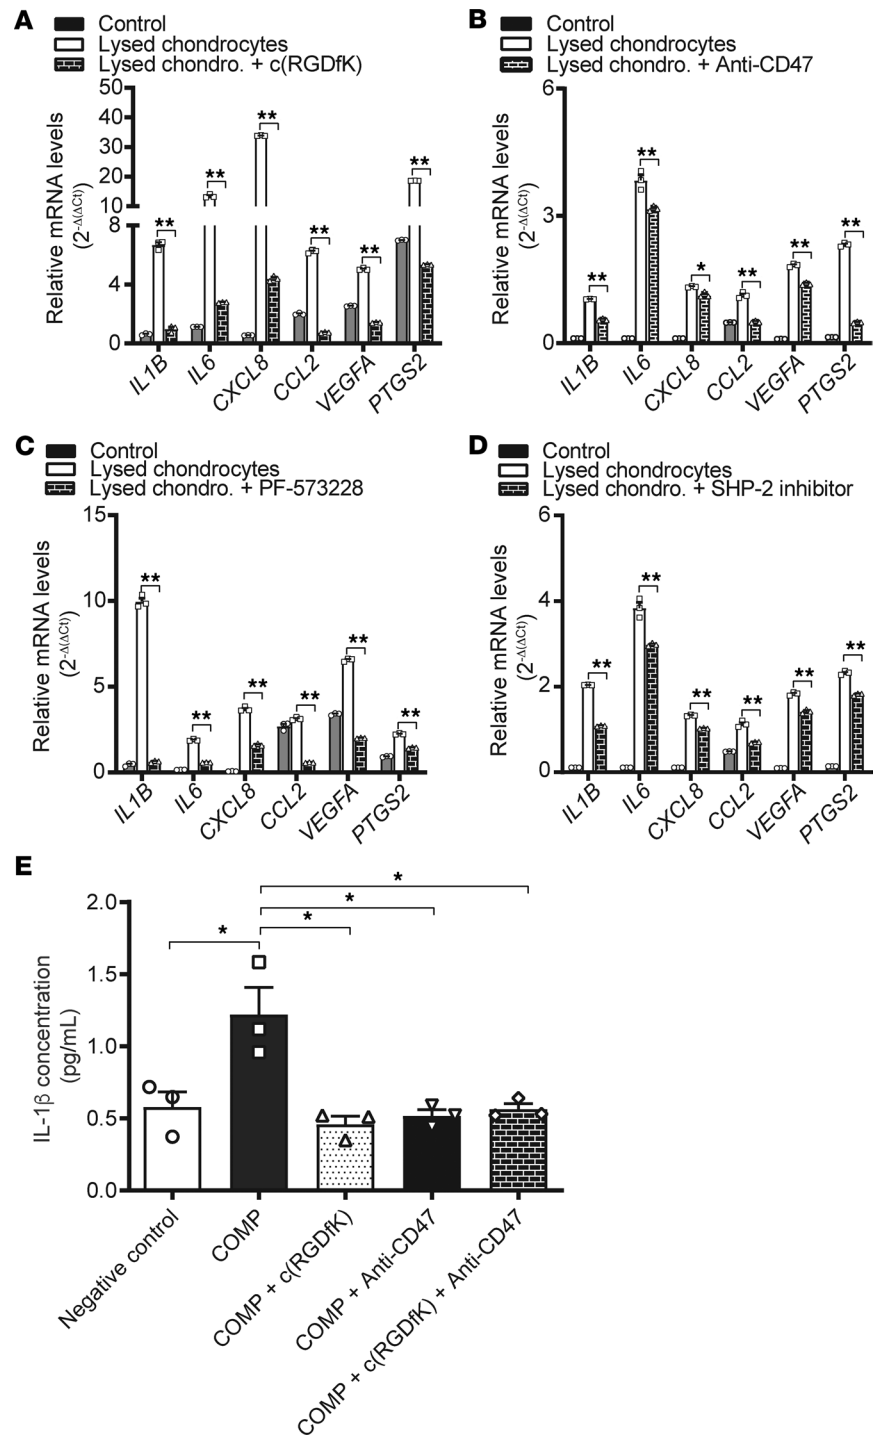 A
Control
Lysed chondrocytes
Lysed chondro. + c(RGDfK)
Relative mRNA levels
(2-Δ(ΔCt))
50
40
30
20
10
8
4
0
** ** ** ** ** **
IL1B IL6 CXCL8 CCL2 VEGFA PTGS2
B
Control
Lysed chondrocytes
Lysed chondro. + Anti-CD47
Relative mRNA levels
(2-Δ(ΔCt))
6
3
0
** ** * ** ** **
IL1B IL6 CXCL8 CCL2 VEGFA PTGS2
C
Control
Lysed chondrocytes
Lysed chondro. + PF-573228
Relative mRNA levels
(2-Δ(ΔCt))
15
10
5
0
** ** ** ** ** **
IL1B IL6 CXCL8 CCL2 VEGFA PTGS2
D
Control
Lysed chondrocytes
Lysed chondro. + SHP-2 inhibitor
Relative mRNA levels
(2-Δ(ΔCt))
6
4
2
0
** ** ** ** ** **
IL1B IL6 CXCL8 CCL2 VEGFA PTGS2
E
IL-1β concentration
(pg/mL)
2.0
1.5
1.0
0.5
0.0
* * * *
Negative control
COMP
COMP + c(RGDfK)
COMP + Anti-CD47
COMP + c(RGDfK) + Anti-CD47